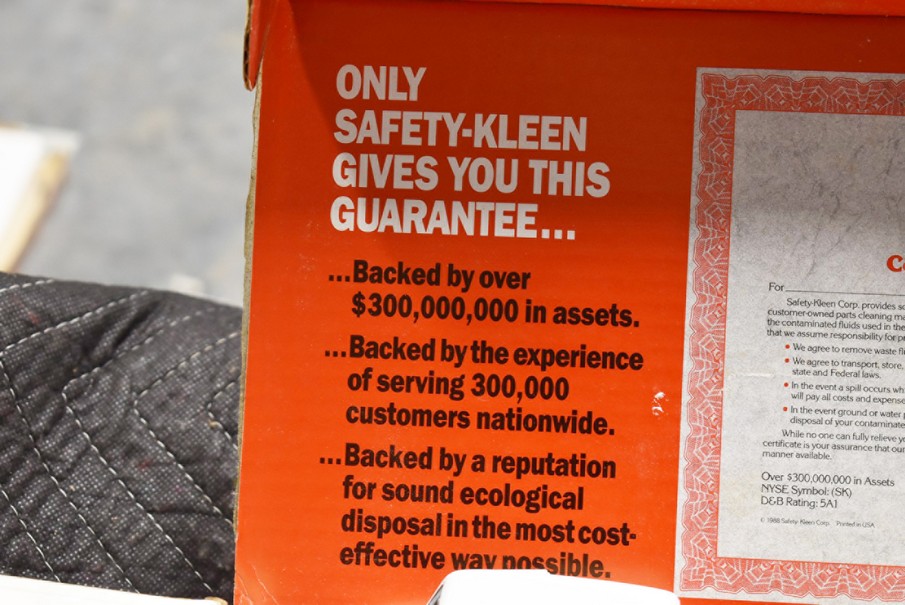 ONLY
SAFETY-KLEEN
GIVES YOU THIS
GUARANTEE...
...Backed by over
$300,000,000 in assets.
...Backed by the experience
of serving 300,000
customers nationwide.
...Backed by a reputation
for sound ecological
disposal in the most cost-
effective way possible.
For
Safety-Kleen Corp. provides
customer-owned parts cleaning
the contaminated fluids used in the
that we assume responsibility for
• We agree to remove waste
• We agree to transport, store,
state and Federal laws.
• In the event a spill occurs
will pay all costs and
• In the event ground or water
disposal of your
While no one can fully relieve
certificate is your assurance that our
manner available.
Over $300,000,000 in Assets
NYSE Symbol: (SK)
D&B Rating: 5A1
© 1988 Safety-Kleen Corp. Printed in USA